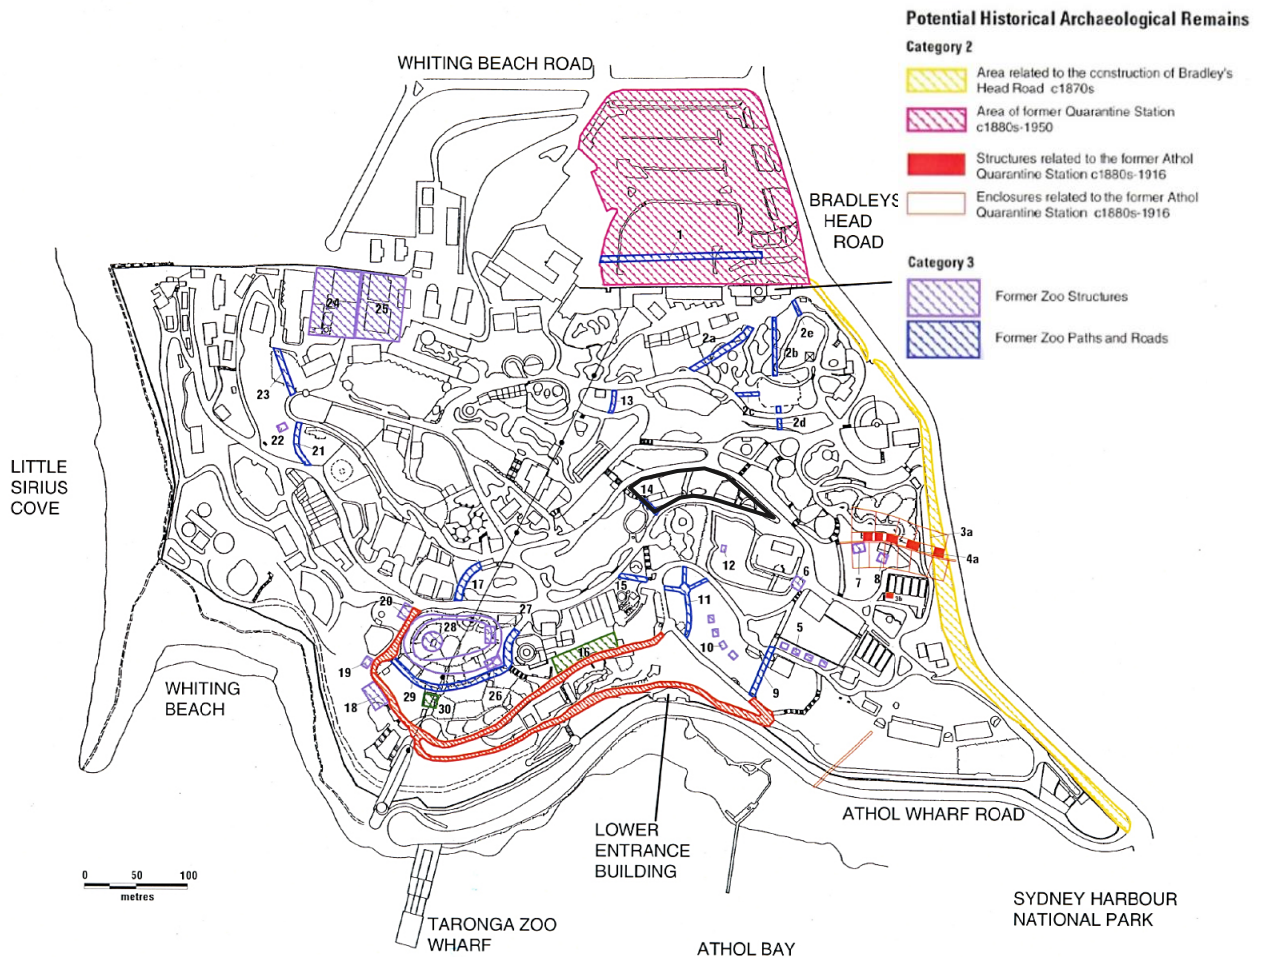 Potential Historical Archaeological Remains
Category 2
Area related to the construction of Bradley's
Head Road c1870s
Area of former Quarantine Station
c1880s-1950
Structures related to the former Athol
Quarantine Station c1880s-1916
Enclosures related to the former Athol
Quarantine Station c1880s-1916
Category 3
Former Zoo Structures
Former Zoo Paths and Roads
WHITING BEACH ROAD
BRADLEYS
HEAD
ROAD
1
24
25
2a
2e
2b
23
13
2c
2d
22
21
LITTLE
SIRIUS
COVE
14
3a
4a
12
6
7
8
3b
17
15
11
20
27
28
5
10
16
19
9
18
29
26
30
WHITING
BEACH
ATHOL WHARF ROAD
LOWER
ENTRANCE
BUILDING
0 50 100
metres
SYDNEY HARBOUR
NATIONAL PARK
TARONGA ZOO
WHARF
ATHOL BAY